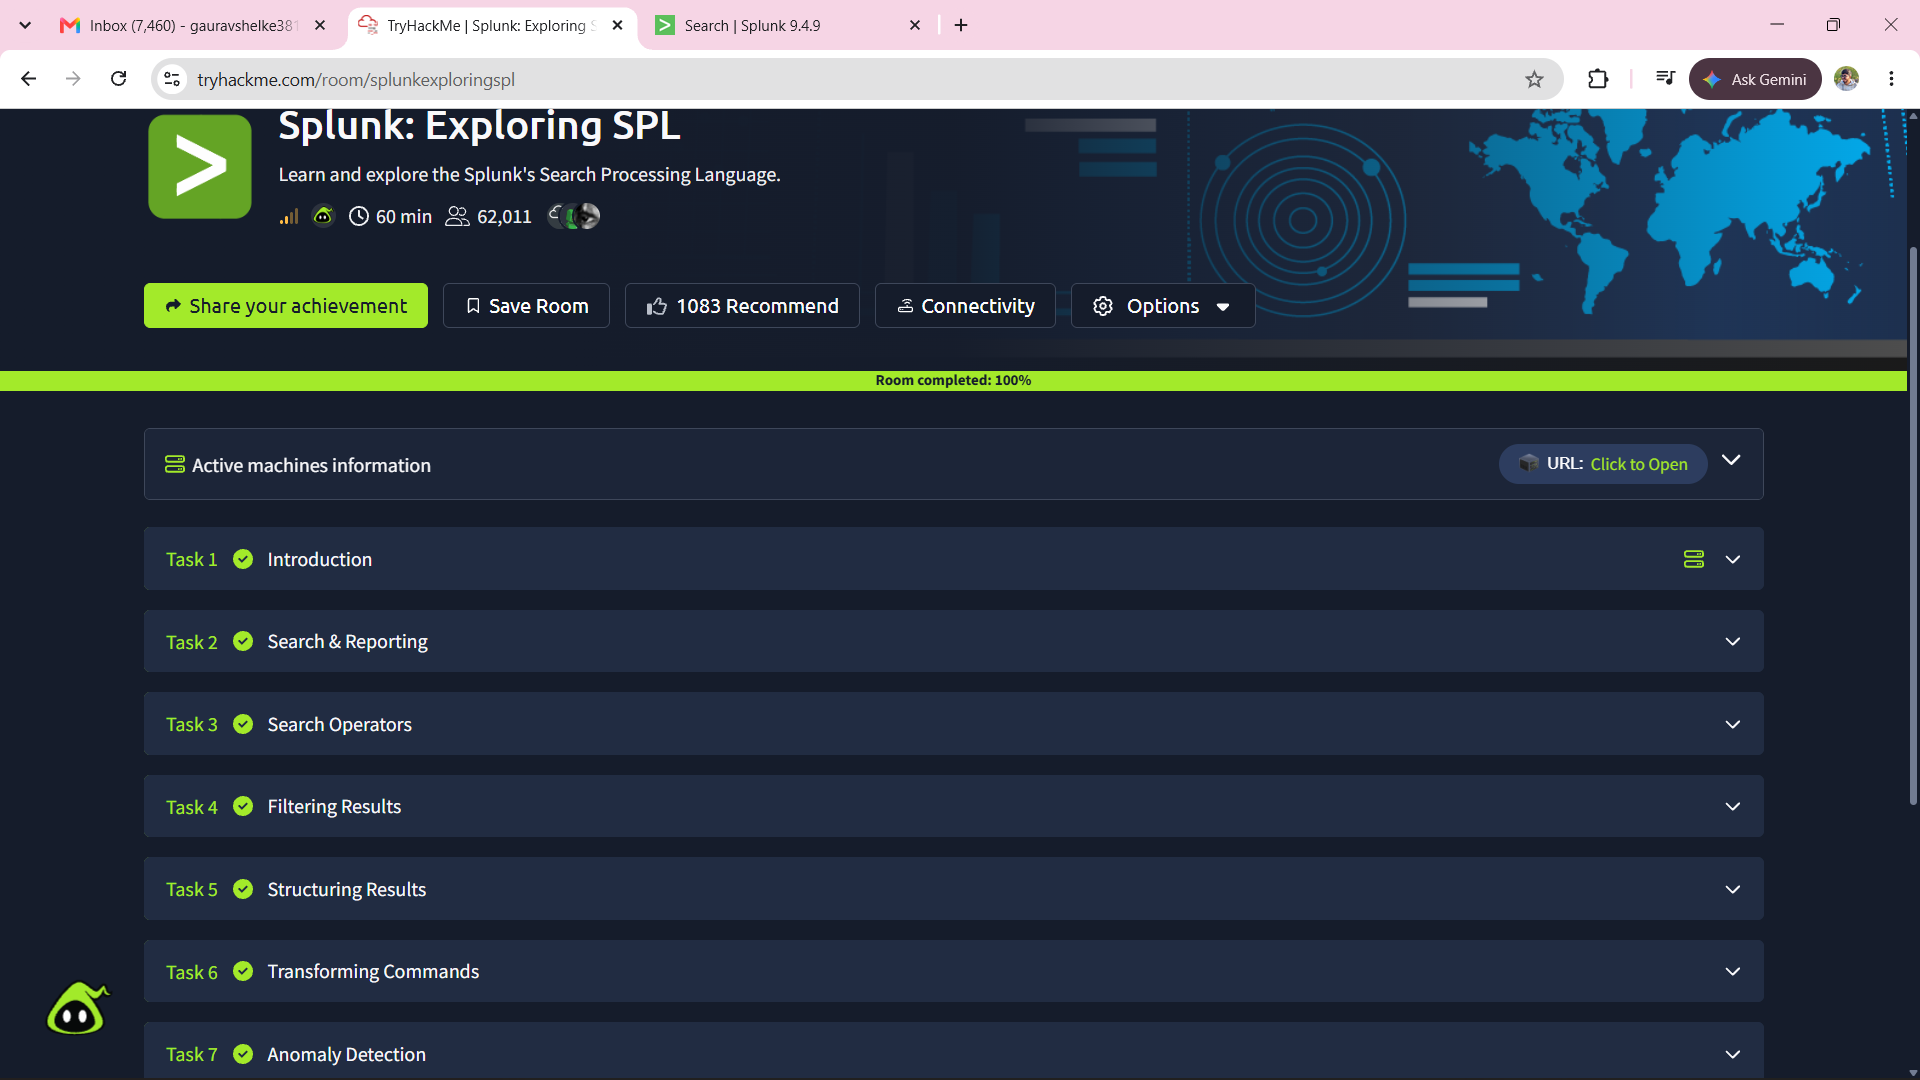 Inbox (7,460) - gauravshelke381
TryHackMe | Splunk: Exploring S
Search | Splunk 9.4.9
tryhackme.com/room/splunkexploringspl
Ask Gemini
Splunk: Exploring SPL
Learn and explore the Splunk's Search Processing Language.
60 min
62,011
Share your achievement
Save Room
1083 Recommend
Connectivity
Options
Room completed: 100%
Active machines information
URL: Click to Open
Task 1 Introduction
Task 2 Search & Reporting
Task 3 Search Operators
Task 4 Filtering Results
Task 5 Structuring Results
Task 6 Transforming Commands
Task 7 Anomaly Detection